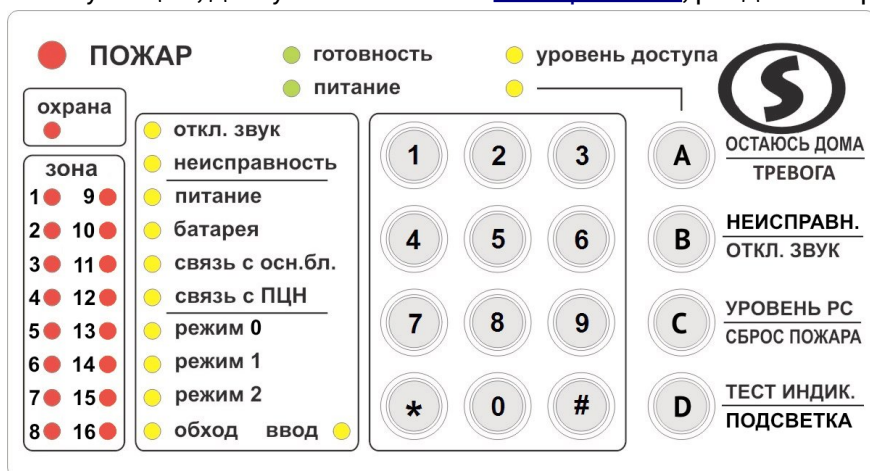 ПОЖАР
готовность
уровень доступа
питание
охрана
зона
1 9
2 10
3 11
4 12
5 13
6 14
7 15
8 16
откл. звук
неисправность
питание
батарея
связь с осн.бл.
связь с ПЦН
режим 0
режим 1
режим 2
обход ввод
1 2 3
4 5 6
7 8 9
* 0 #
A
B
C
D
S
ОСТАЮСЬ ДОМА
ТРЕВОГА
НЕИСПРАВН.
ОТКЛ. ЗВУК
УРОВЕНЬ РС
СБРОС ПОЖАРА
ТЕСТ ИНДИК.
ПОДСВЕТКА